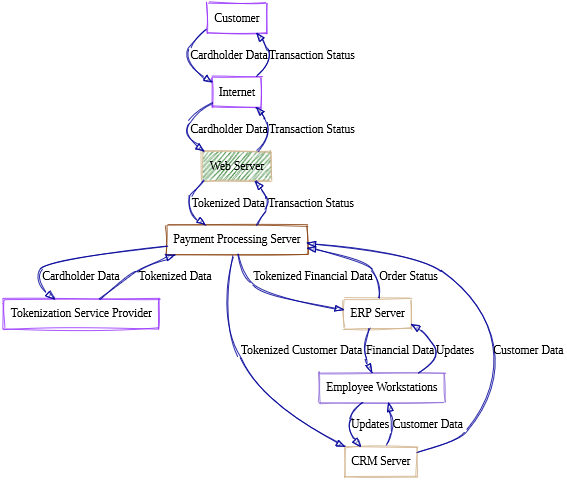 Customer
Cardholder Data
Transaction Status
Internet
Cardholder Data
Transaction Status
Web Server
Tokenized Data
Transaction Status
Payment Processing Server
Cardholder Data
Tokenized Data
Tokenized Financial Data
Order Status
Tokenization Service Provider
ERP Server
Tokenized Customer Data
Financial Data
Updates
Customer Data
Employee Workstations
Updates
Customer Data
CRM Server